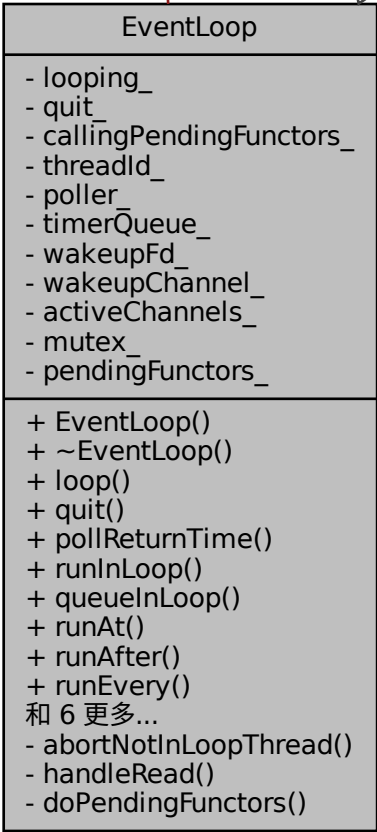 EventLoop
- looping_
- quit_
- callingPendingFunctors_
- threadId_
- poller_
- timerQueue_
- wakeupFd_
- wakeupChannel_
- activeChannels_
- mutex_
- pendingFunctors_
+ EventLoop()
+ ~EventLoop()
+ loop()
+ quit()
+ pollReturnTime()
+ runInLoop()
+ queueInLoop()
+ runAt()
+ runAfter()
+ runEvery()
和 6 更多...
- abortNotInLoopThread()
- handleRead()
- doPendingFunctors()